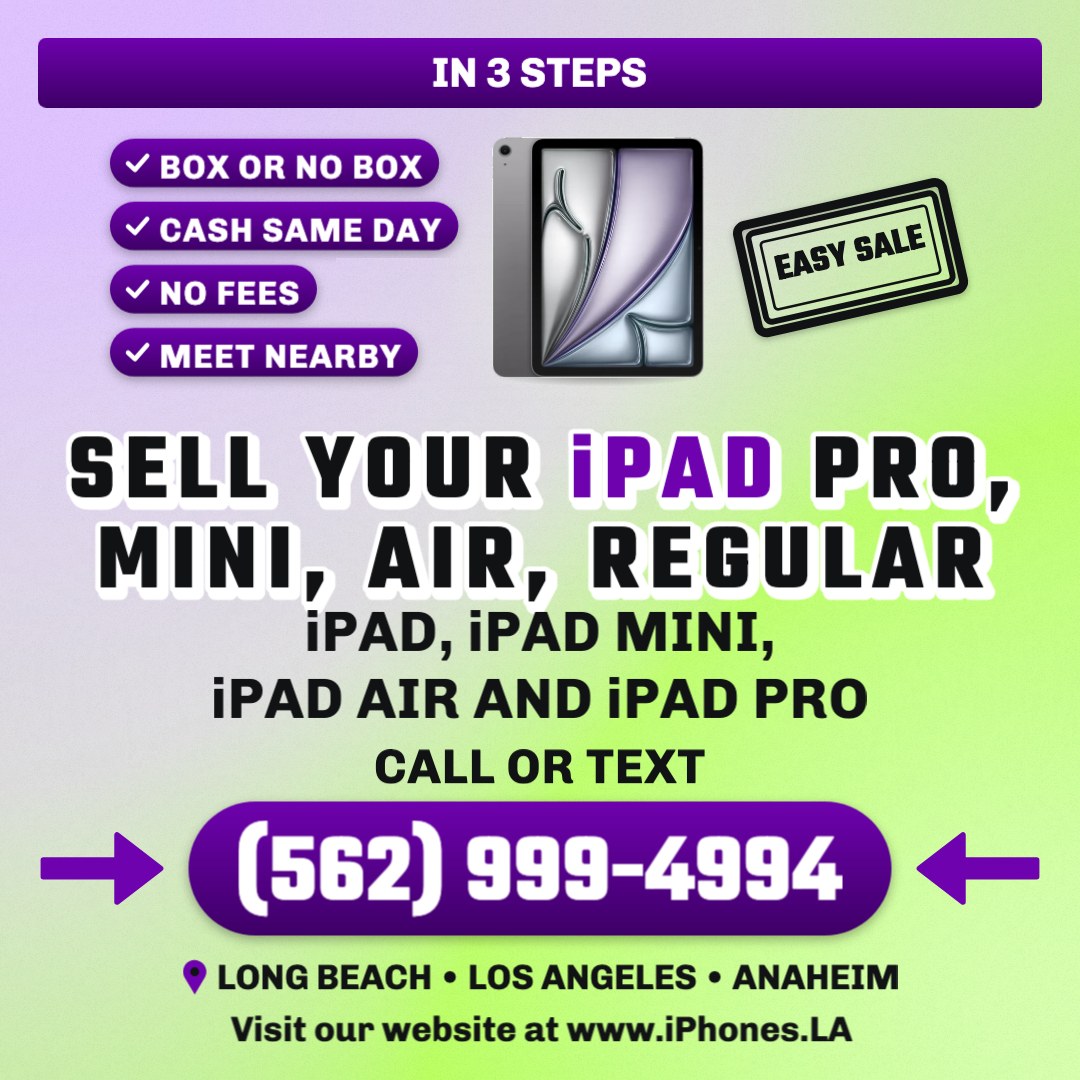 IN 3 STEPS
BOX OR NO BOX
CASH SAME DAY
NO FEES
MEET NEARBY
EASY SALE
SELL YOUR iPAD PRO,
MINI, AIR, REGULAR
iPAD, iPAD MINI,
iPAD AIR AND iPAD PRO
CALL OR TEXT
(562) 999-4994
LONG BEACH • LOS ANGELES • ANAHEIM
Visit our website at www.iPhones.LA